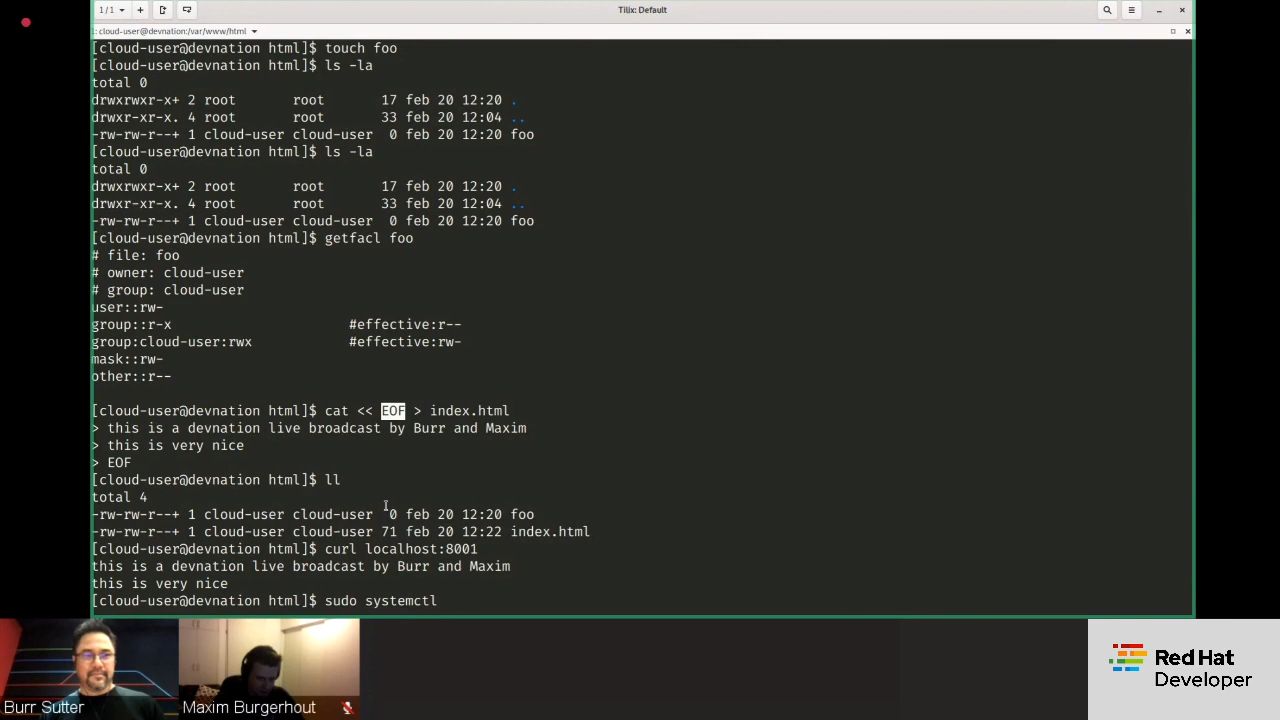 1/1
Tilix: Default
: cloud-user@devnation:/var/www/html
[cloud-user@devnation html]$ touch foo
[cloud-user@devnation html]$ ls -la
total 0
drwxrwxr-x+ 2 root       root       17 feb 20 12:20 .
drwxr-xr-x. 4 root       root       33 feb 20 12:04 ..
-rw-rw-r--+ 1 cloud-user cloud-user  0 feb 20 12:20 foo
[cloud-user@devnation html]$ ls -la
total 0
drwxrwxr-x+ 2 root       root       17 feb 20 12:20 .
drwxr-xr-x. 4 root       root       33 feb 20 12:04 ..
-rw-rw-r--+ 1 cloud-user cloud-user  0 feb 20 12:20 foo
[cloud-user@devnation html]$ getfacl foo
# file: foo
# owner: cloud-user
# group: cloud-user
user::rw-
group::r-x                      #effective:r--
group:cloud-user:rwx            #effective:rw-
mask::rw-
other::r--
[cloud-user@devnation html]$ cat << EOF > index.html
> this is a devnation live broadcast by Burr and Maxim
> this is very nice
> EOF
[cloud-user@devnation html]$ ll
total 4
-rw-rw-r--+ 1 cloud-user cloud-user  0 feb 20 12:20 foo
-rw-rw-r--+ 1 cloud-user cloud-user 71 feb 20 12:22 index.html
[cloud-user@devnation html]$ curl localhost:8001
this is a devnation live broadcast by Burr and Maxim
this is very nice
[cloud-user@devnation html]$ sudo systemctl
Burr Sutter
Maxim Burgerhout
Red Hat
Developer